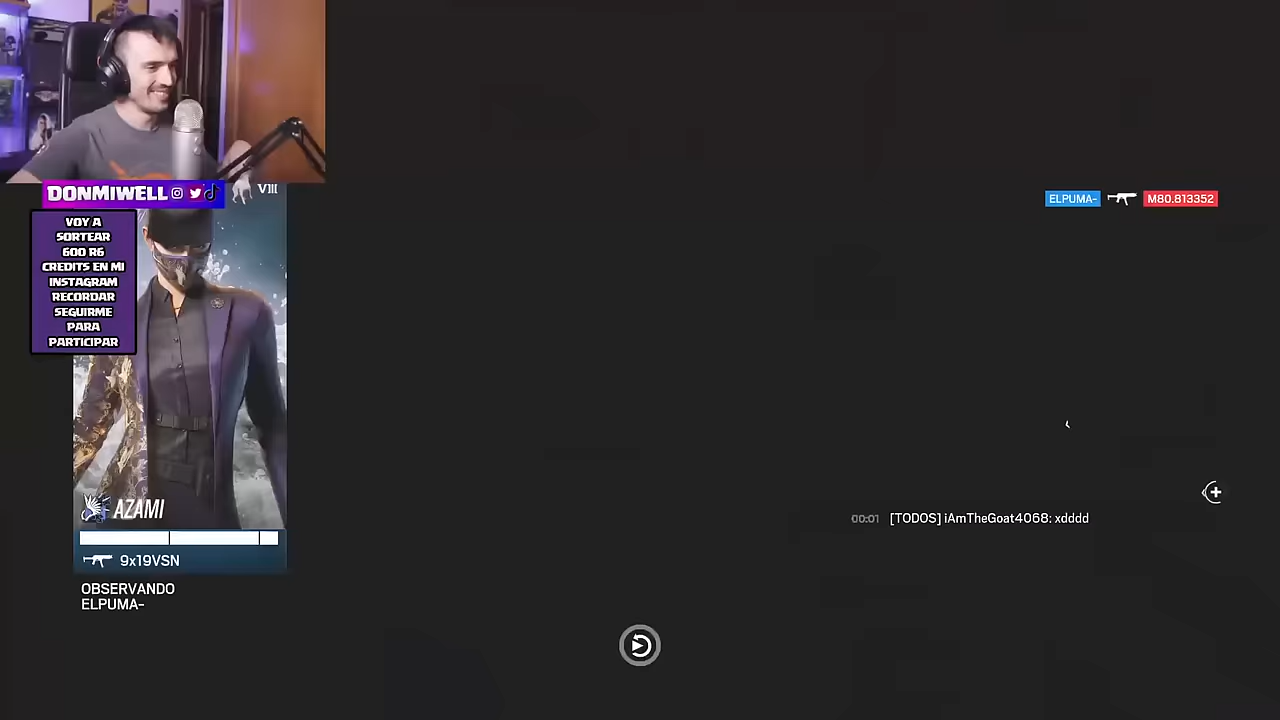 DONMIWELL
VIII
VOY A
SORTEAR
600 R6
CREDITS EN MI
INSTAGRAM
RECORDAR
SEGUIRME
PARA
PARTICIPAR
ELPUMA- M80.813352
AZAMI
00:01 [TODOS] iAmTheGoat4068: xdddd
9x19VSN
OBSERVANDO
ELPUMA-